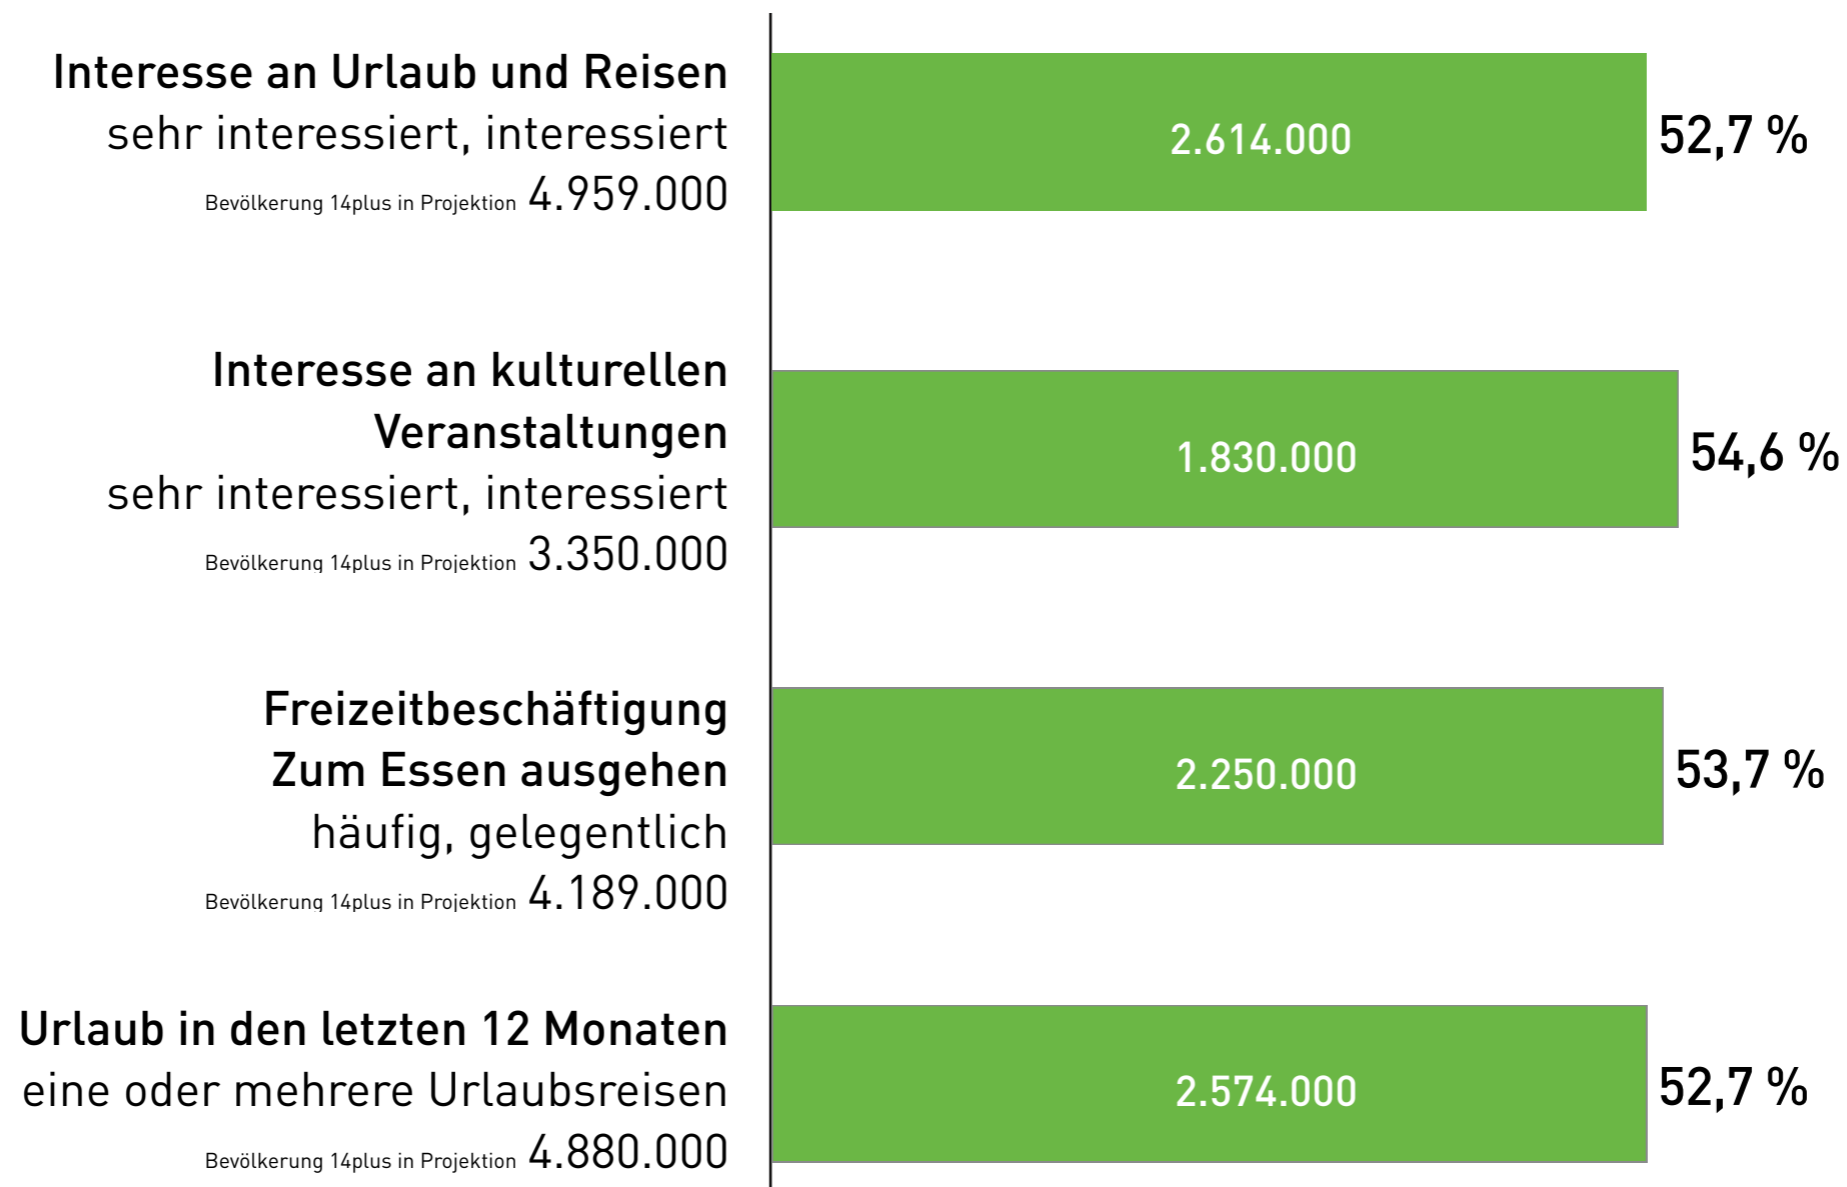 Interesse an Urlaub und Reisen
sehr interessiert, interessiert
Bevölkerung 14plus in Projektion 4.959.000
2.614.000
52,7 %
Interesse an kulturellen
Veranstaltungen
sehr interessiert, interessiert
Bevölkerung 14plus in Projektion 3.350.000
1.830.000
54,6 %
Freizeitbeschäftigung
Zum Essen ausgehen
häufig, gelegentlich
Bevölkerung 14plus in Projektion 4.189.000
2.250.000
53,7 %
Urlaub in den letzten 12 Monaten
eine oder mehrere Urlaubsreisen
Bevölkerung 14plus in Projektion 4.880.000
2.574.000
52,7 %